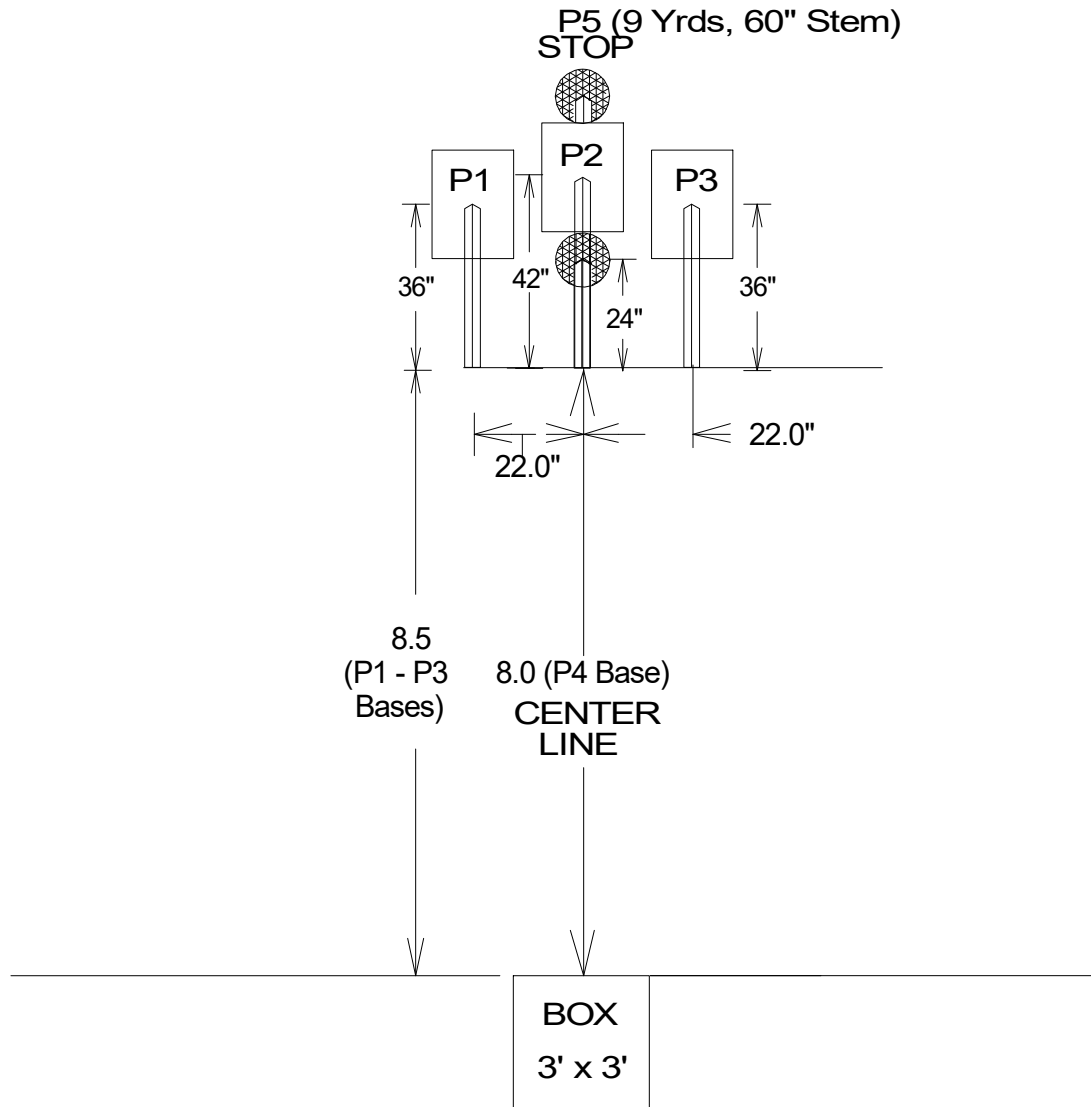 P5 (9 Yrds, 60" Stem)
STOP
P2
P1
P3
36"
42"
24"
36"
22.0"
22.0"
8.5
(P1 - P3
Bases)
8.0 (P4 Base)
CENTER
LINE
BOX
3' x 3'